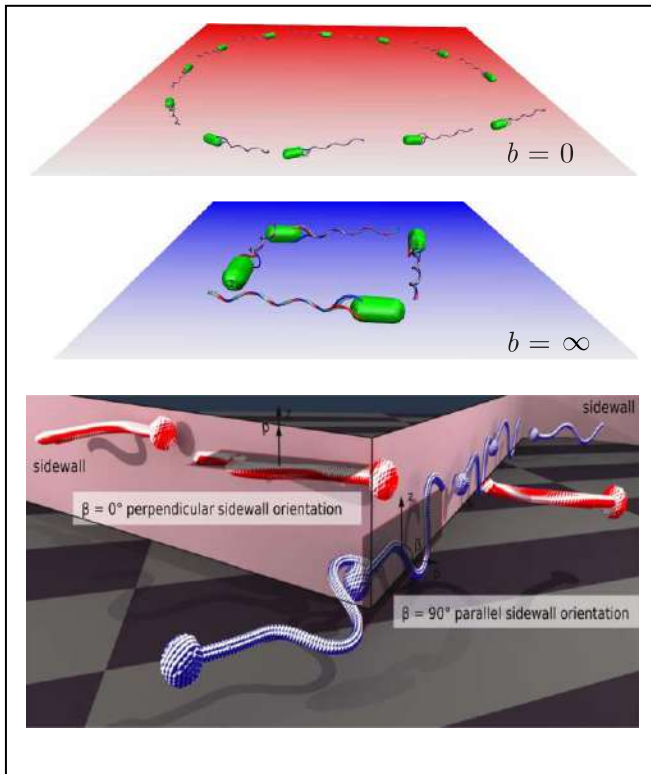 b = 0
b = ∞
sidewall
z
sidewall
β = 0° perpendicular sidewall orientation
z
β = 90° parallel sidewall orientation